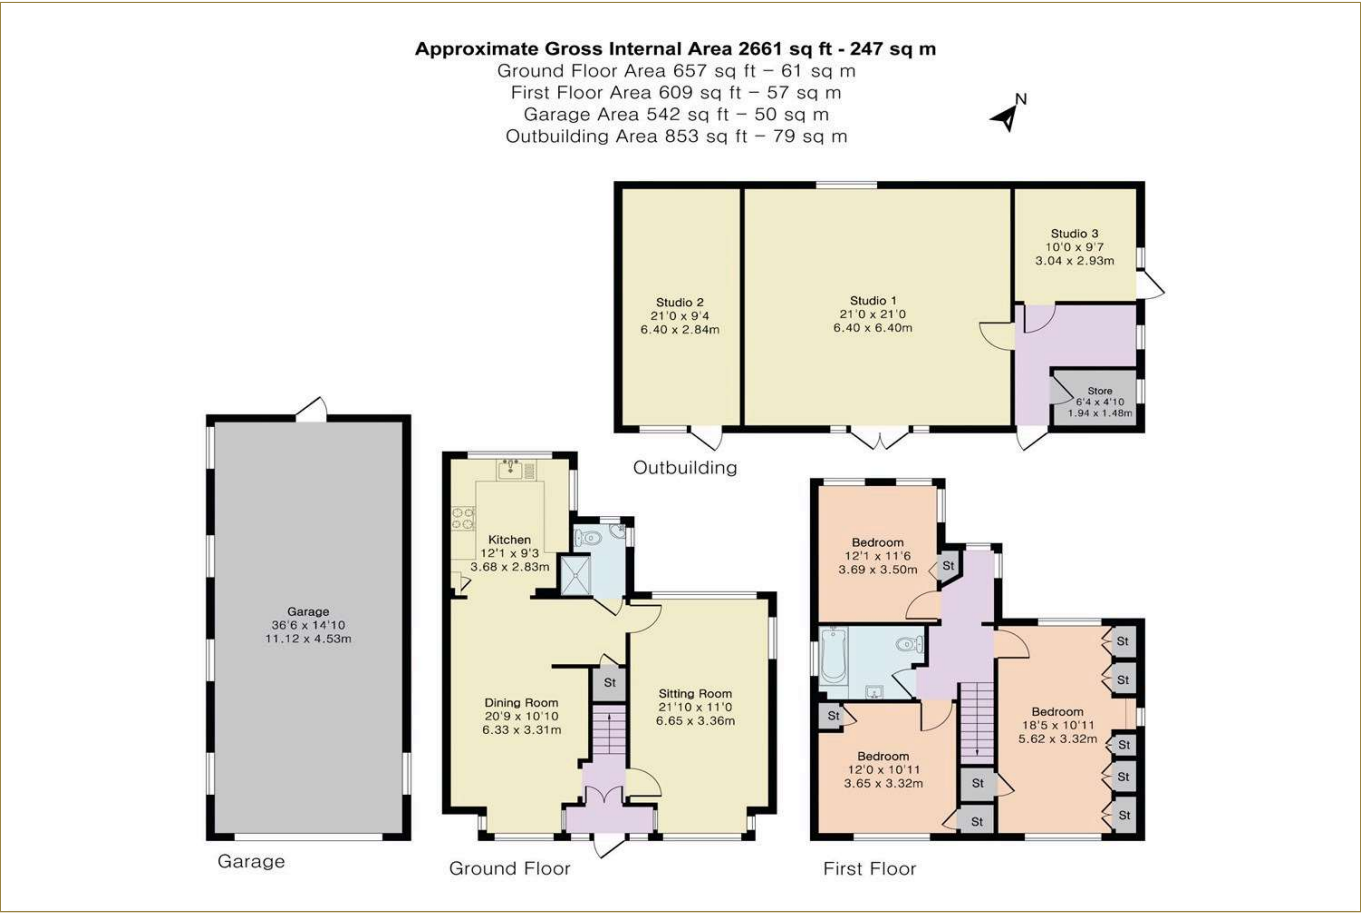 Approximate Gross Internal Area 2661 sq ft - 247 sq m
Ground Floor Area 657 sq ft – 61 sq m
First Floor Area 609 sq ft – 57 sq m
Garage Area 542 sq ft – 50 sq m
Outbuilding Area 853 sq ft – 79 sq m
N
Studio 2
21'0 x 9'4
6.40 x 2.84m
Studio 1
21'0 x 21'0
6.40 x 6.40m
Studio 3
10'0 x 9'7
3.04 x 2.93m
Store
6'4 x 4'10
1.94 x 1.48m
Outbuilding
Garage
36'6 x 14'10
11.12 x 4.53m
Garage
Kitchen
12'1 x 9'3
3.68 x 2.83m
St
Dining Room
20'9 x 10'10
6.33 x 3.31m
Sitting Room
21'10 x 11'0
6.65 x 3.36m
Ground Floor
Bedroom
12'1 x 11'6
3.69 x 3.50m
St
St
St
Bedroom
18'5 x 10'11
5.62 x 3.32m
St
St
St
St
Bedroom
12'0 x 10'11
3.65 x 3.32m
St
St
First Floor